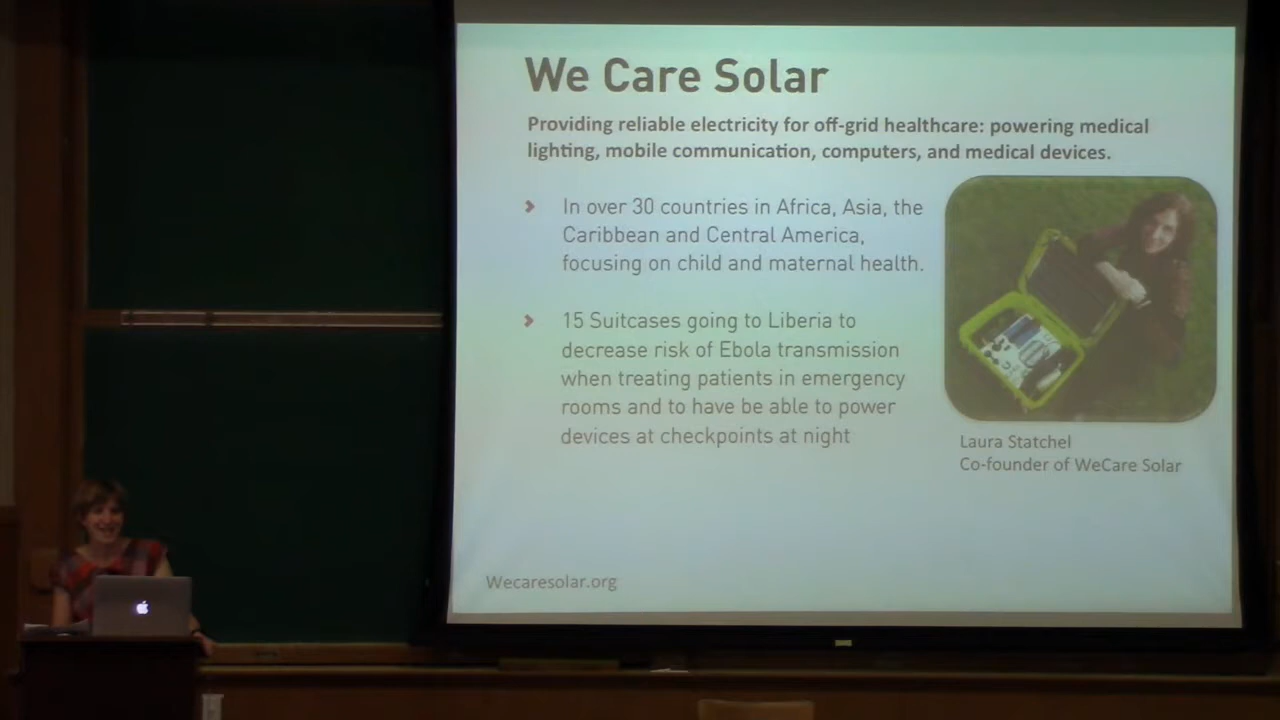 We Care Solar
Providing reliable electricity for off-grid healthcare: powering medical
lighting, mobile communication, computers, and medical devices.
In over 30 countries in Africa, Asia, the
Caribbean and Central America,
focusing on child and maternal health.
15 Suitcases going to Liberia to
decrease risk of Ebola transmission
when treating patients in emergency
rooms and to have be able to power
devices at checkpoints at night
Laura Statchel
Co-founder of WeCare Solar
Wecaresolar.org